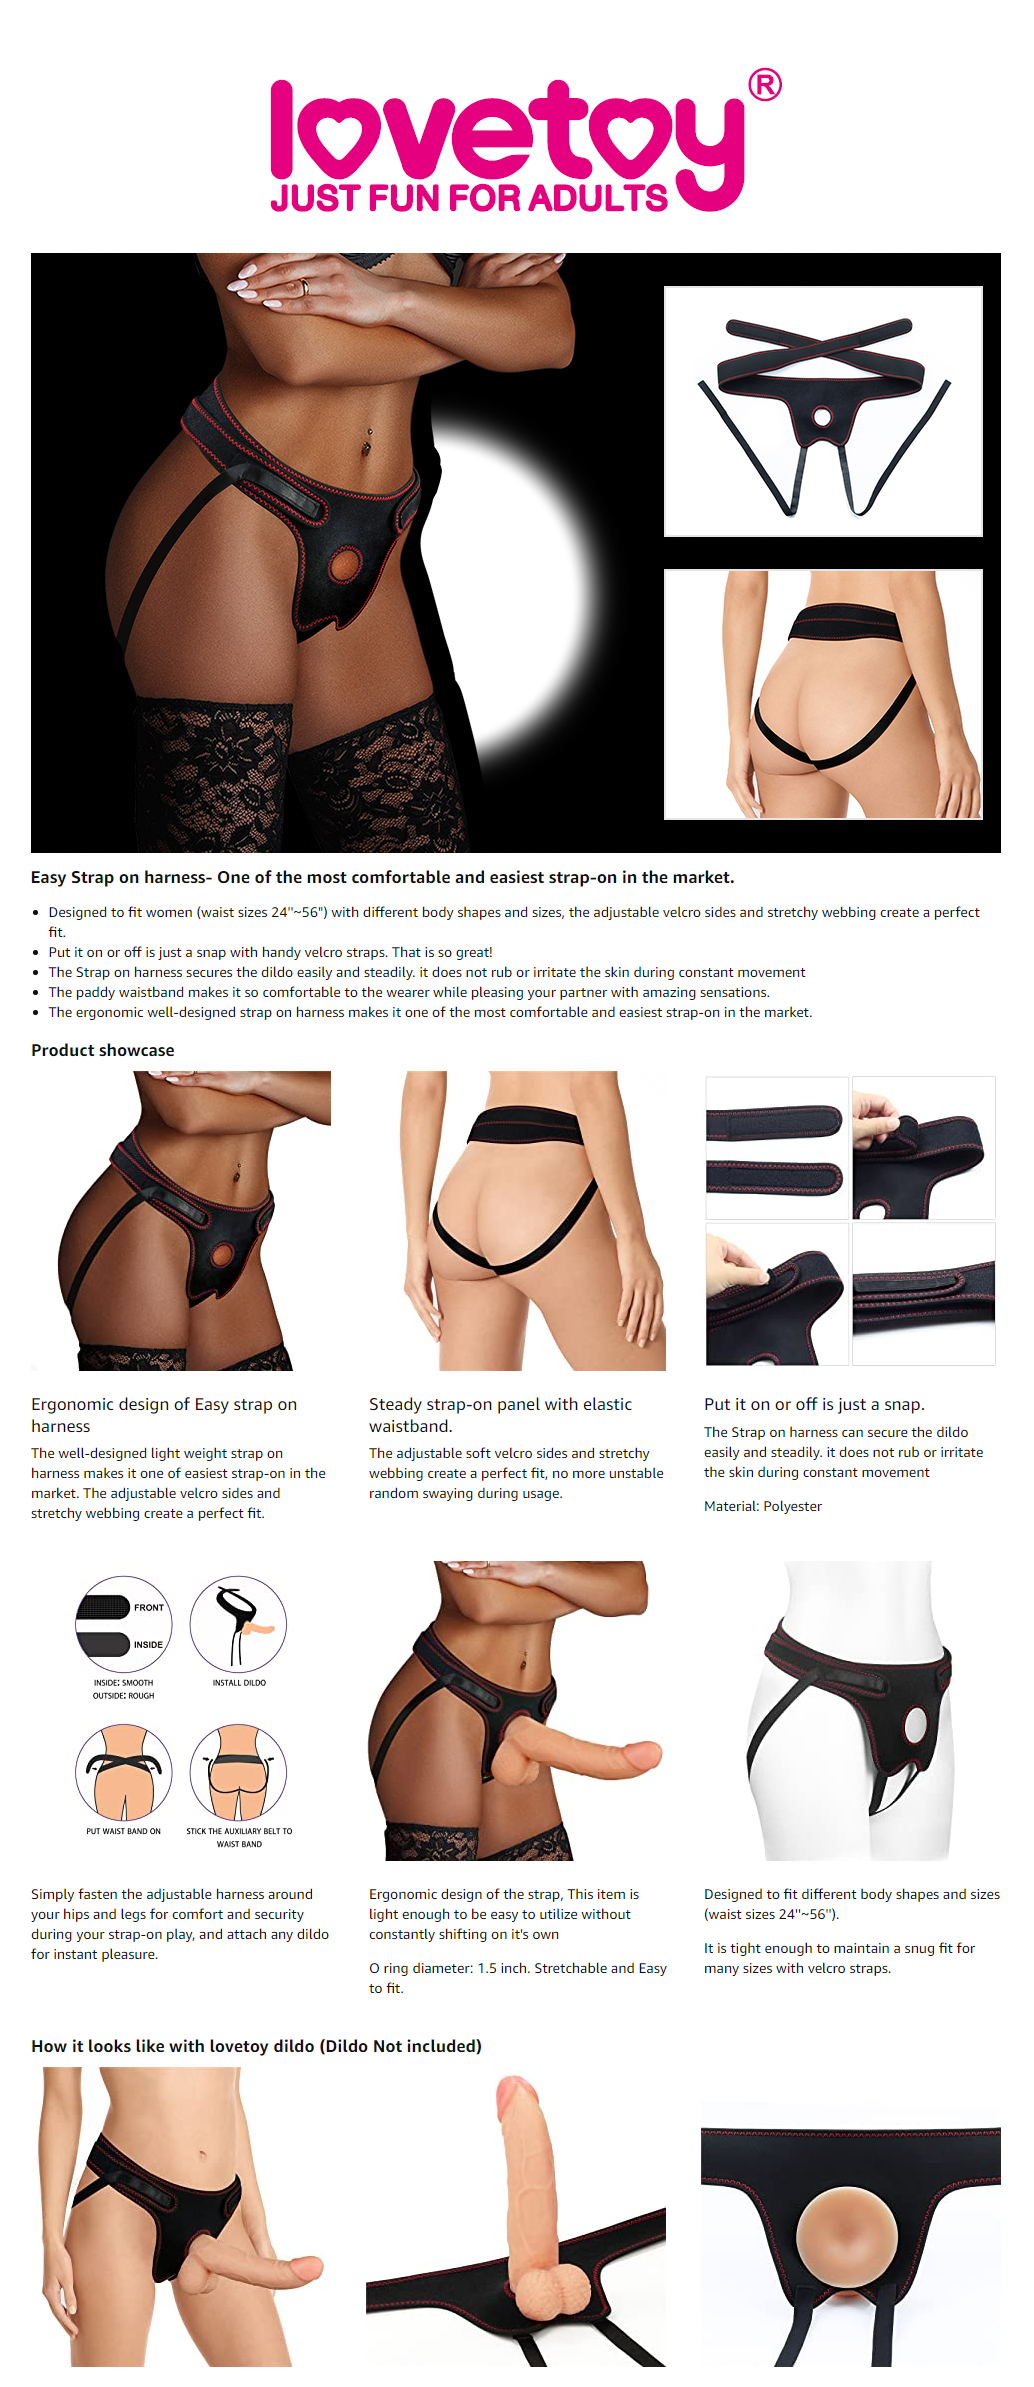 lovetoy®
JUST FUN FOR ADULTS
Easy Strap on harness- One of the most comfortable and easiest strap-on in the market.
Designed to fit women (waist sizes 24''~56") with different body shapes and sizes, the adjustable velcro sides and stretchy webbing create a perfect
fit.
Put it on or off is just a snap with handy velcro straps. That is so great!
The Strap on harness secures the dildo easily and steadily. it does not rub or irritate the skin during constant movement
The paddy waistband makes it so comfortable to the wearer while pleasing your partner with amazing sensations.
The ergonomic well-designed strap on harness makes it one of the most comfortable and easiest strap-on in the market.
Product showcase
Ergonomic design of Easy strap on
harness
The well-designed light weight strap on
harness makes it one of easiest strap-on in the
market. The adjustable velcro sides and
stretchy webbing create a perfect fit.
Steady strap-on panel with elastic
waistband.
The adjustable soft velcro sides and stretchy
webbing create a perfect fit, no more unstable
random swaying during usage.
Put it on or off is just a snap.
The Strap on harness can secure the dildo
easily and steadily. it does not rub or irritate
the skin during constant movement
Material: Polyester
FRONT
INSIDE
INSIDE: SMOOTH
OUTSIDE: ROUGH
INSTALL DILDO
PUT WAIST BAND ON
STICK THE AUXILIARY BELT TO
WAIST BAND
Simply fasten the adjustable harness around
your hips and legs for comfort and security
during your strap-on play, and attach any dildo
for instant pleasure.
Ergonomic design of the strap, This item is
light enough to be easy to utilize without
constantly shifting on it's own
O ring diameter: 1.5 inch. Stretchable and Easy
to fit.
Designed to fit different body shapes and sizes
(waist sizes 24''~56'').
It is tight enough to maintain a snug fit for
many sizes with velcro straps.
How it looks like with lovetoy dildo (Dildo Not included)